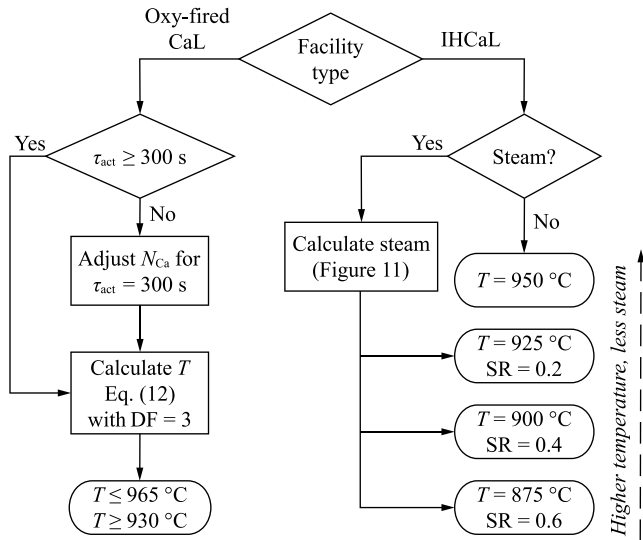 Oxy-fired
CaL
Facility
type
IHCaL
Yes
τact ≥ 300 s
No
Adjust NCa for
τact = 300 s
Calculate T
Eq. (12)
with DF = 3
T ≤ 965 °C
T ≥ 930 °C
Yes
Steam?
No
Calculate steam
(Figure 11)
T = 950 °C
T = 925 °C
SR = 0.2
T = 900 °C
SR = 0.4
T = 875 °C
SR = 0.6
Higher temperature, less steam